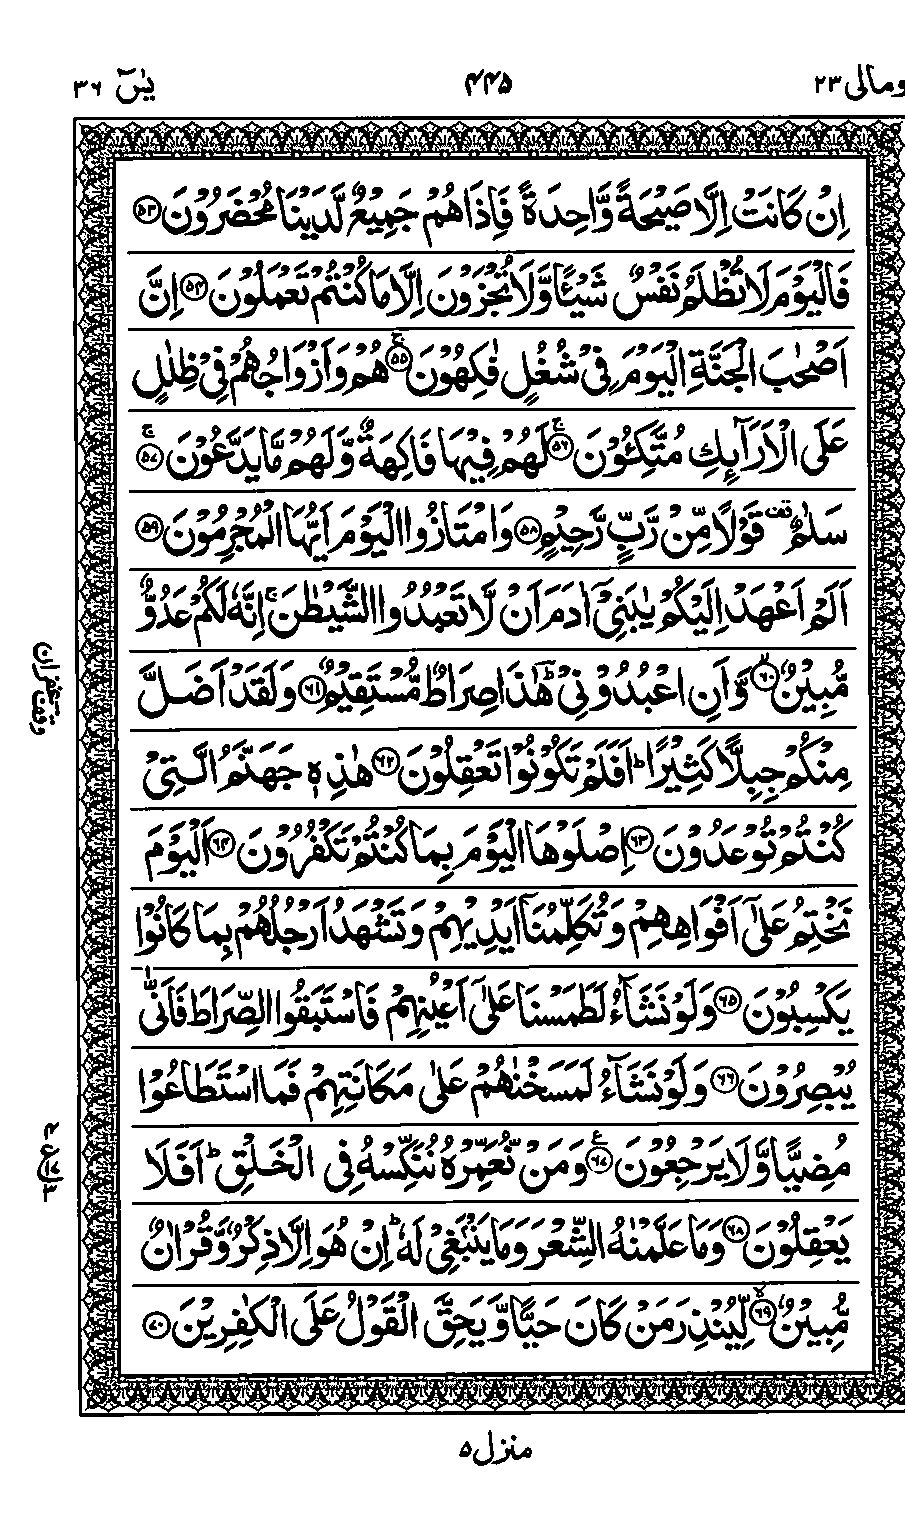 ومالی ۲۳
۴۴۵
یٰسٓ ۳۶
اِنْ كَانَتْ اِلَّا صَيْحَةً وَّاحِدَةً فَاِذَا هُمْ جَمِيْعٌ لَّدَيْنَا مُحْضَرُوْنَ ۵۳
فَالْيَوْمَ لَا تُظْلَمُ نَفْسٌ شَيْـًٔا وَّلَا تُجْزَوْنَ اِلَّا مَا كُنْتُمْ تَعْمَلُوْنَ ۵۴ اِنَّ
اَصْحٰبَ الْجَنَّةِ الْيَوْمَ فِيْ شُغُلٍ فٰكِهُوْنَ ۚ۵۵ هُمْ وَاَزْوَاجُهُمْ فِيْ ظِلٰلٍ
عَلَى الْاَرَآئِكِ مُتَّكِـُٔوْنَ ۚ۵۶ لَهُمْ فِيْهَا فَاكِهَةٌ وَّلَهُمْ مَّا يَدَّعُوْنَ ۚ۵۷
سَلٰمٌ ۟قف قَوْلًا مِّنْ رَّبٍّ رَّحِيْمٍ ۵۸ وَامْتَازُوا الْيَوْمَ اَيُّهَا الْمُجْرِمُوْنَ ۵۹
اَلَمْ اَعْهَدْ اِلَيْكُمْ يٰبَنِيْٓ اٰدَمَ اَنْ لَّا تَعْبُدُوا الشَّيْطٰنَ ۚ اِنَّهٗ لَكُمْ عَدُوٌّ
مُّبِيْنٌ ۙ۶۰ وَّاَنِ اعْبُدُوْنِيْ ؕ هٰذَا صِرَاطٌ مُّسْتَقِيْمٌ ۶۱ وَلَقَدْ اَضَلَّ
مِنْكُمْ جِبِلًّا كَثِيْرًا ؕ اَفَلَمْ تَكُوْنُوْا تَعْقِلُوْنَ ۶۲ هٰذِهٖ جَهَنَّمُ الَّتِيْ
كُنْتُمْ تُوْعَدُوْنَ ۶۳ اِصْلَوْهَا الْيَوْمَ بِمَا كُنْتُمْ تَكْفُرُوْنَ ۶۴ اَلْيَوْمَ
نَخْتِمُ عَلٰٓى اَفْوَاهِهِمْ وَتُكَلِّمُنَآ اَيْدِيْهِمْ وَتَشْهَدُ اَرْجُلُهُمْ بِمَا كَانُوْا
يَكْسِبُوْنَ ۶۵ وَلَوْ نَشَآءُ لَطَمَسْنَا عَلٰٓى اَعْيُنِهِمْ فَاسْتَبَقُوا الصِّرَاطَ فَاَنّٰى
يُبْصِرُوْنَ ۶۶ وَلَوْ نَشَآءُ لَمَسَخْنٰهُمْ عَلٰى مَكَانَتِهِمْ فَمَا اسْتَطَاعُوْا
مُضِيًّا وَّلَا يَرْجِعُوْنَ ۶۷ع وَمَنْ نُّعَمِّرْهُ نُنَكِّسْهُ فِى الْخَلْقِ ؕ اَفَلَا
يَعْقِلُوْنَ ۶۸ وَمَا عَلَّمْنٰهُ الشِّعْرَ وَمَا يَنْۢبَغِيْ لَهٗ ؕ اِنْ هُوَ اِلَّا ذِكْرٌ وَّقُرْاٰنٌ
مُّبِيْنٌ ۙ۶۹ لِّيُنْذِرَ مَنْ كَانَ حَيًّا وَّيَحِقَّ الْقَوْلُ عَلَى الْكٰفِرِيْنَ ۷۰
وقف غفران
منزل ۵